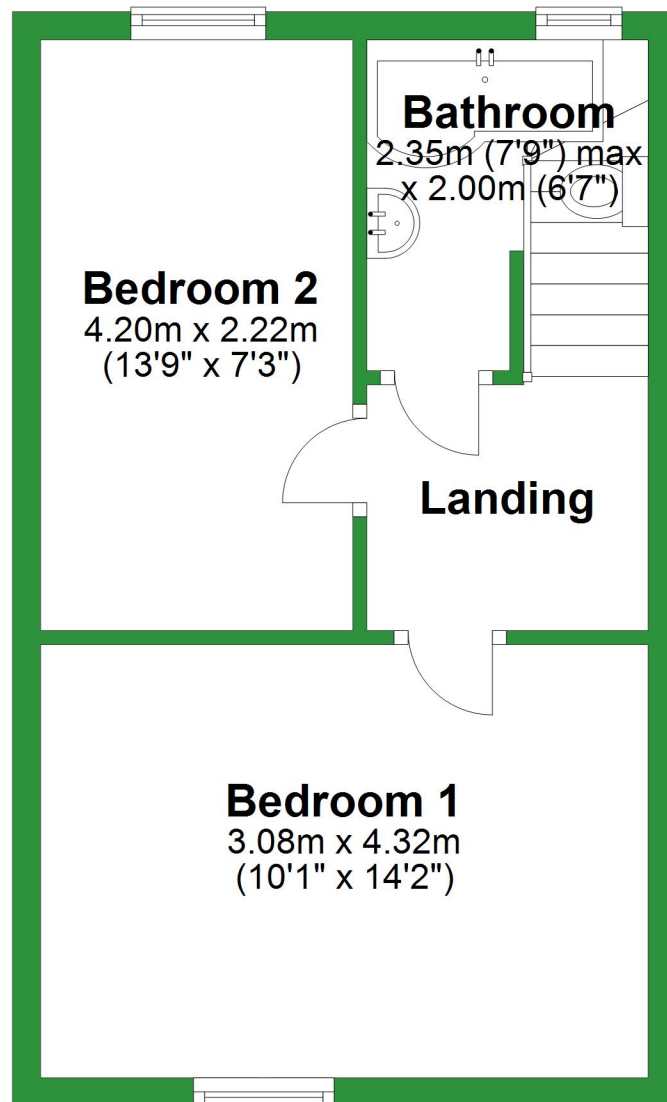 Bathroom
2.35m (7'9") max
x 2.00m (6'7")
Bedroom 2
4.20m x 2.22m
(13'9" x 7'3")
Landing
Bedroom 1
3.08m x 4.32m
(10'1" x 14'2")